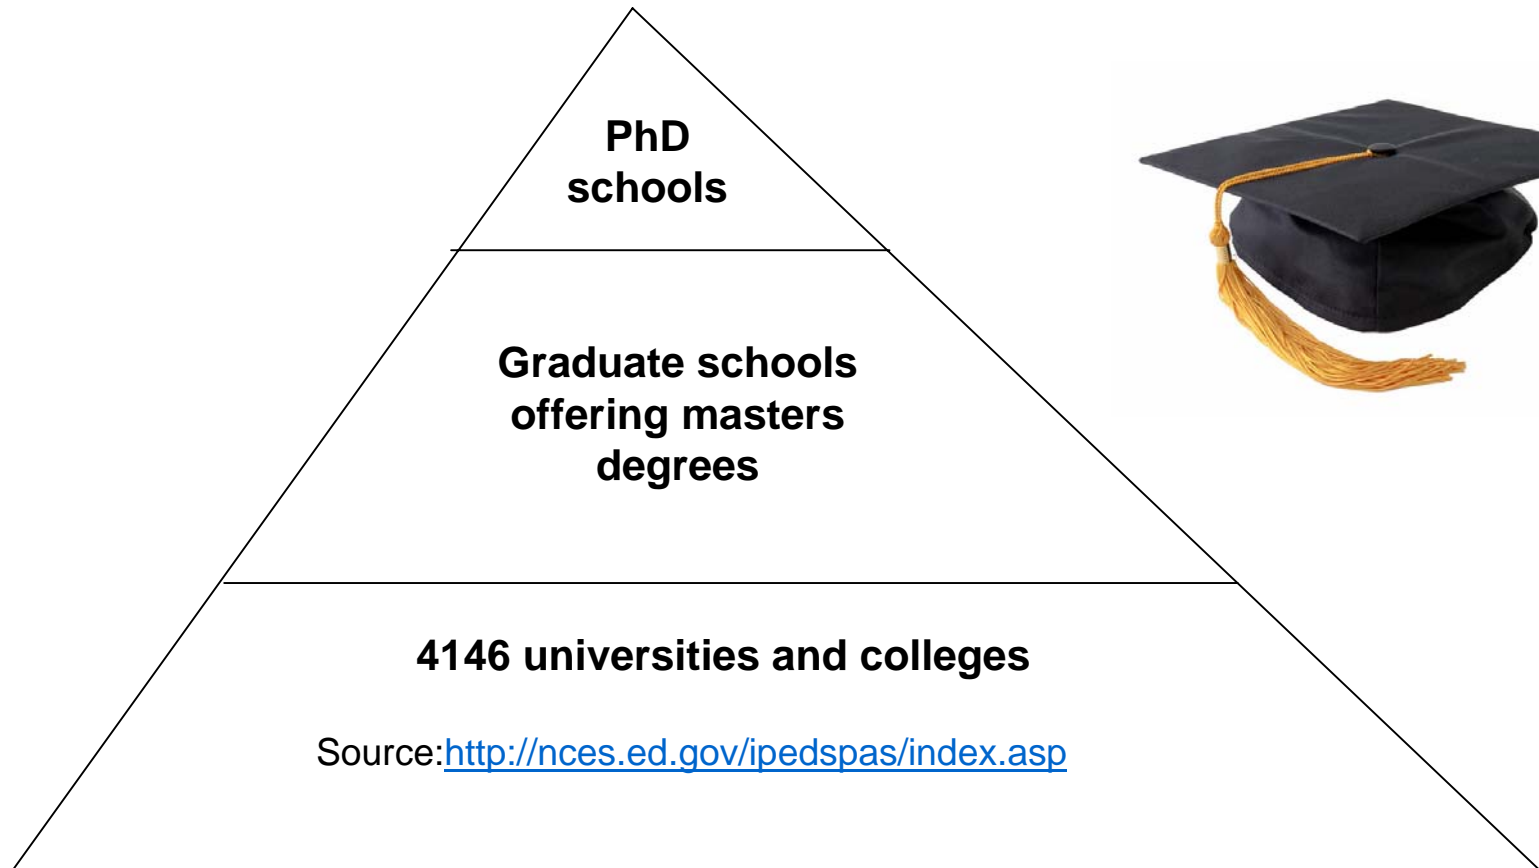 PhD
schools
Graduate schools
offering masters
degrees
4146 universities and colleges
Source:http://nces.ed.gov/ipedspas/index.asp